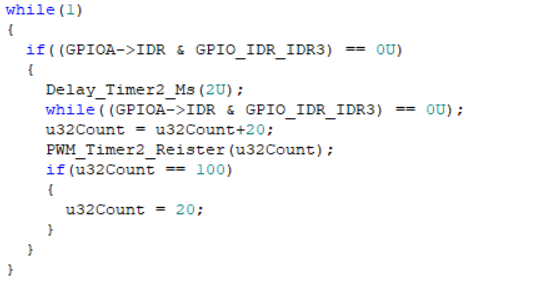 while(1)
{
if((GPIOA->IDR & GPIO_IDR_IDR3) == 0U)
{
Delay_Timer2_Ms(2U);
while((GPIOA->IDR & GPIO_IDR_IDR3) == 0U);
u32Count = u32Count+20;
PWM_Timer2_Reister(u32Count);
if(u32Count == 100)
{
u32Count = 20;
}
}
}